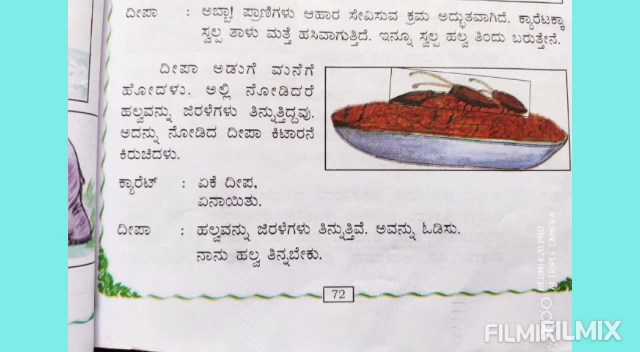 ದೀಪಾ : ಅಬ್ಬಾ! ಪ್ರಾಣಿಗಳು ಆಹಾರ ಸೇವಿಸುವ ಕ್ರಮ ಅದ್ಭುತವಾಗಿದೆ. ಕ್ಯಾರೆಟಕ್ಕಾ
ಸ್ವಲ್ಪ ತಾಳು ಮತ್ತೆ ಹಸಿವಾಗುತ್ತಿದೆ. ಇನ್ನೂ ಸ್ವಲ್ಪ ಹಲ್ವ ತಿಂದು ಬರುತ್ತೇನೆ.
ದೀಪಾ ಅಡುಗೆ ಮನೆಗೆ
ಹೋದಳು. ಅಲ್ಲಿ ನೋಡಿದರೆ
ಹಲ್ವವನ್ನು ಜಿರಳೆಗಳು ತಿನ್ನುತ್ತಿದ್ದವು.
ಅದನ್ನು ನೋಡಿದ ದೀಪಾ ಕಿಟಾರನೆ
ಕಿರುಚಿದಳು.
ಕ್ಯಾರೆಟ್ : ಏಕೆ ದೀಪ,
ಏನಾಯಿತು.
ದೀಪಾ : ಹಲ್ವವನ್ನು ಜಿರಳೆಗಳು ತಿನ್ನುತ್ತಿವೆ. ಅವನ್ನು ಓಡಿಸು.
ನಾನು ಹಲ್ವ ತಿನ್ನಬೇಕು.
72
FILMIX